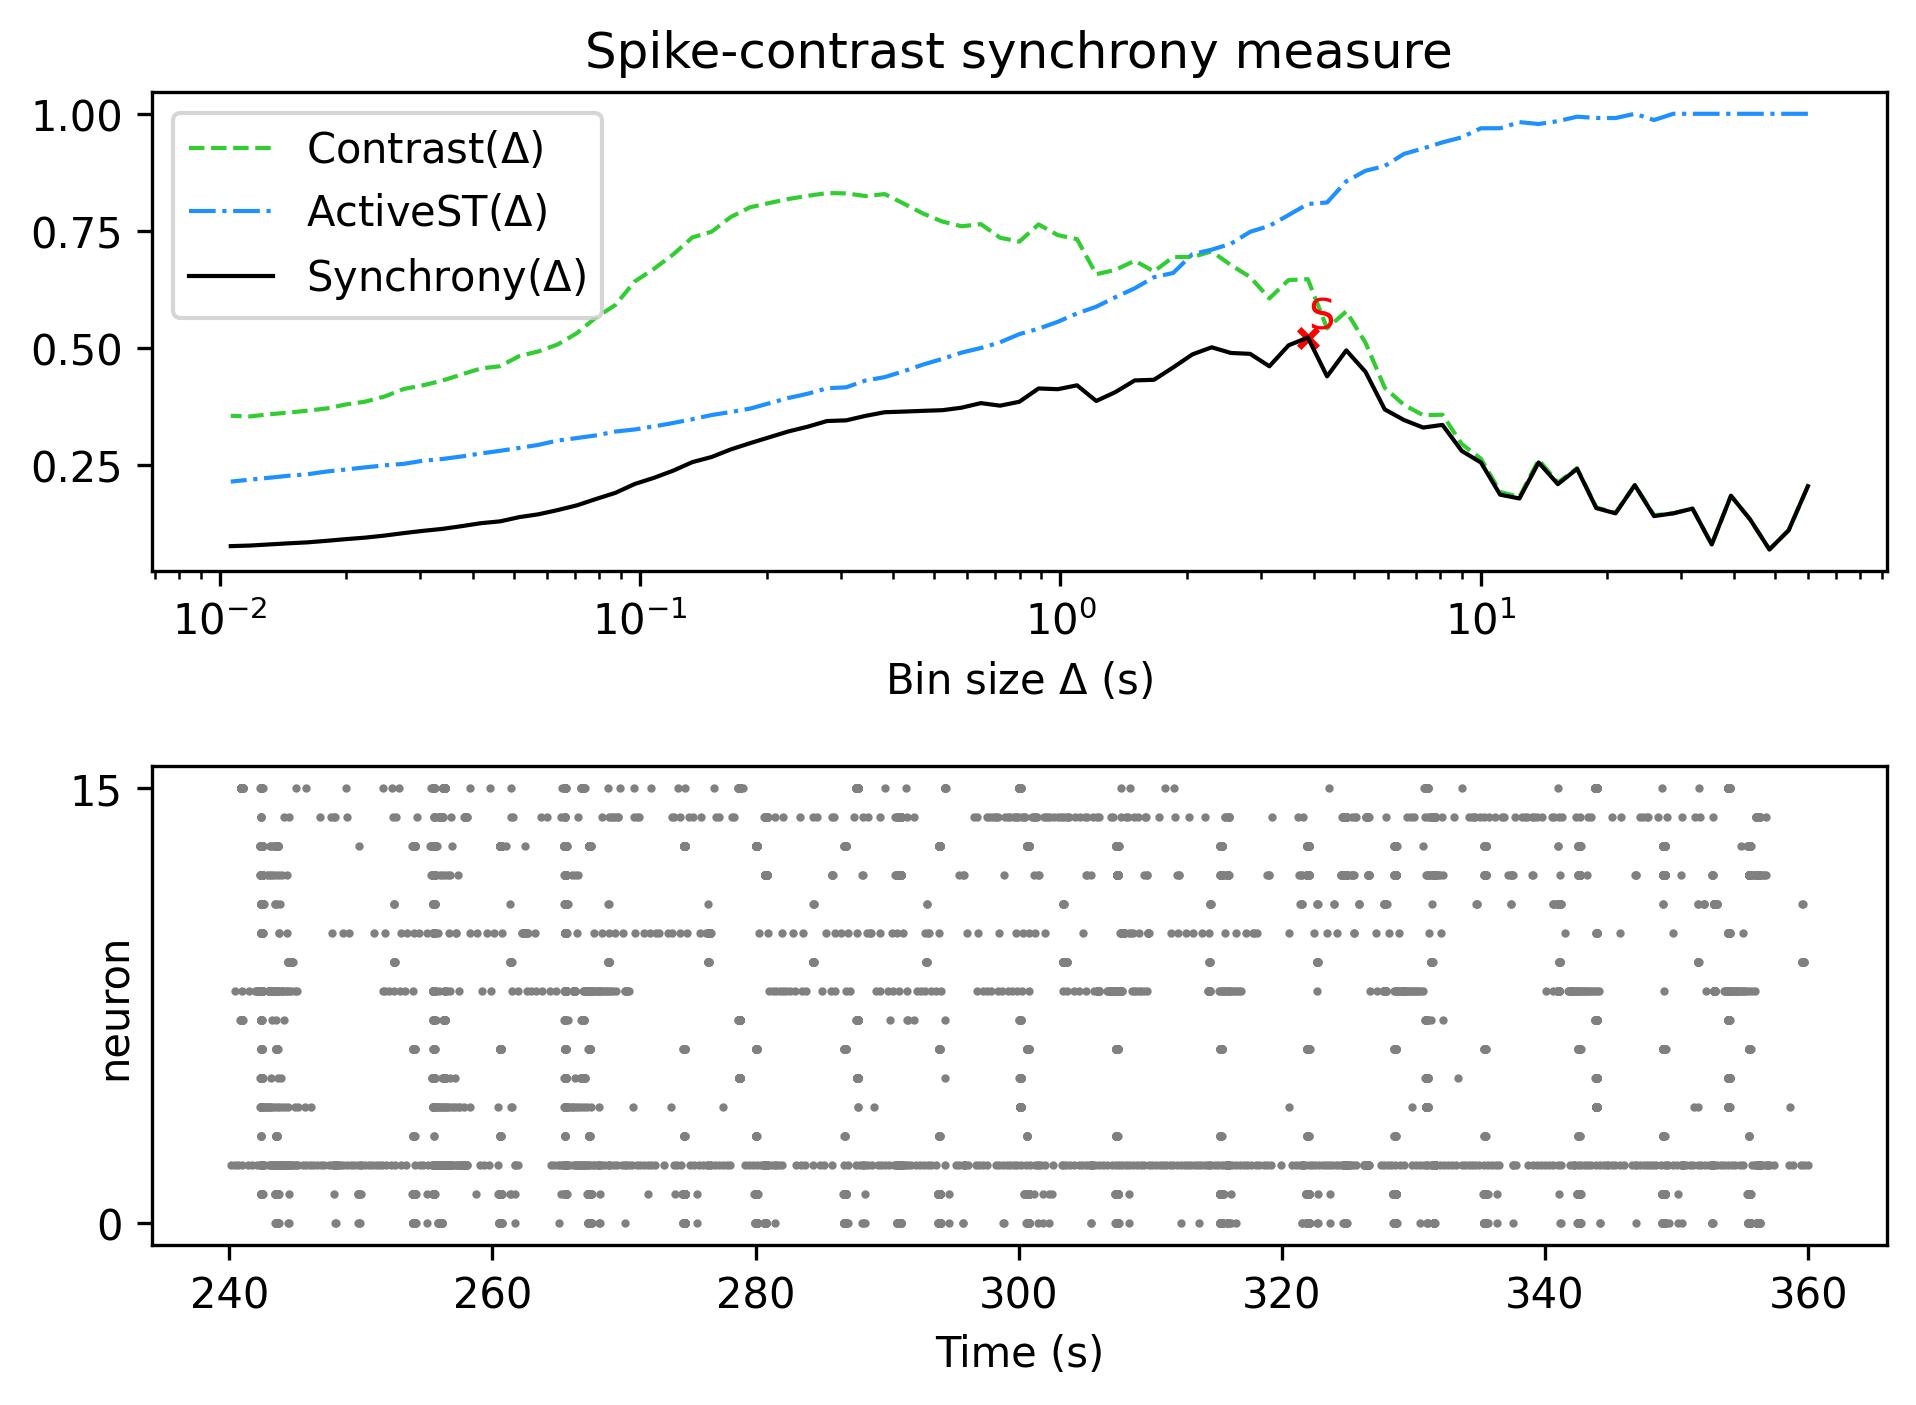 Spike-contrast synchrony measure
1.00
0.75
0.50
0.25
Contrast(Δ)
ActiveST(Δ)
Synchrony(Δ)
S
10⁻² 10⁻¹ 10⁰ 10¹
Bin size Δ (s)
15
0
neuron
240 260 280 300 320 340 360
Time (s)